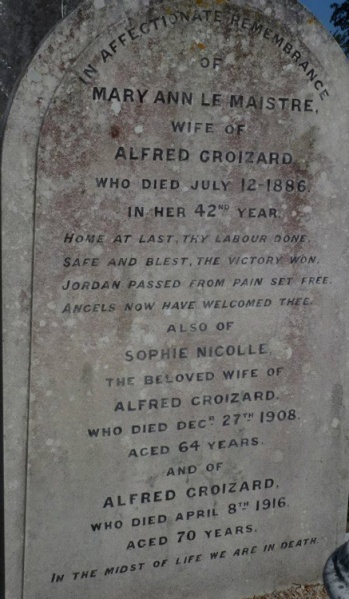 IN AFFECTIONATE REMEMBRANCE
OF
MARY ANN LE MAISTRE,
WIFE OF
ALFRED CROIZARD,
WHO DIED JULY 12-1886.
IN HER 42ND YEAR.
HOME AT LAST, THY LABOUR DONE,
SAFE AND BLEST, THE VICTORY WON,
JORDAN PASSED FROM PAIN SET FREE,
ANGELS NOW HAVE WELCOMED THEE.
ALSO OF
SOPHIE NICOLLE,
THE BELOVED WIFE OF
ALFRED CROIZARD,
WHO DIED DECR 27TH 1908.
AGED 64 YEARS.
AND OF
ALFRED CROIZARD,
WHO DIED APRIL 8TH 1916.
AGED 70 YEARS.
IN THE MIDST OF LIFE WE ARE IN DEATH.